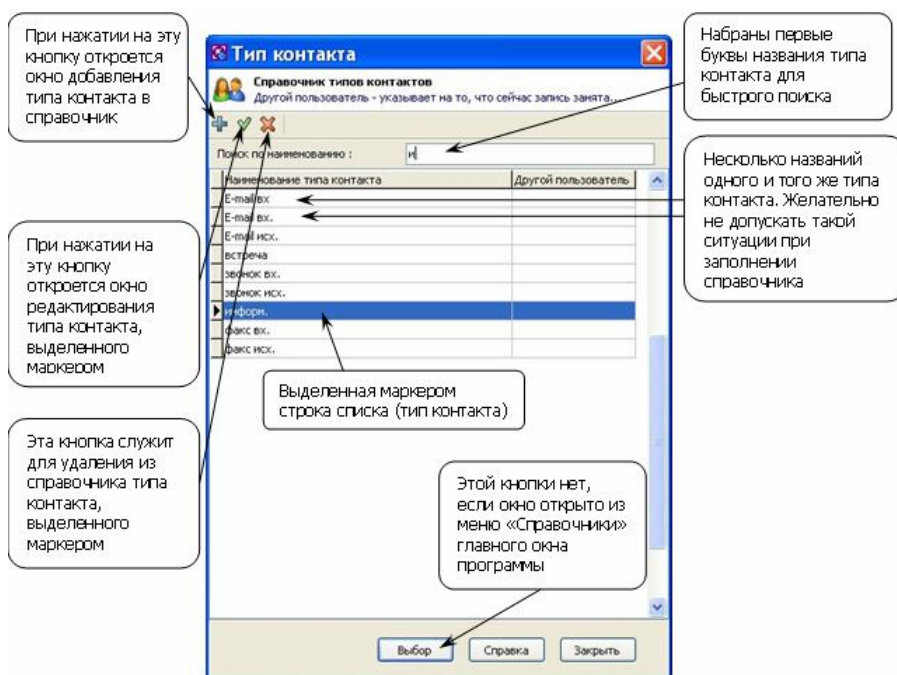 При нажатии на эту
кнопку откроется
окно добавления
типа контакта в
справочник
При нажатии на
эту кнопку
откроется окно
редактирования
типа контакта,
выделенного
маркером
Эта кнопка служит
для удаления из
справочника типа
контакта,
выделенного
маркером
Тип контакта
Справочник типов контактов
Другой пользователь - указывает на то, что сейчас запись занята...
Поиск по наименованию :
и
Наименование типа контакта
Другой пользователь
E-mail вх
E-mail вх.
E-mail исх.
встреча
звонок вх.
звонок исх.
информ.
факс вх.
факс исх.
Выделенная маркером
строка списка (тип контакта)
Этой кнопки нет,
если окно открыто из
меню «Справочники»
главного окна
программы
Выбор
Справка
Закрыть
Набраны первые
буквы названия типа
контакта для
быстрого поиска
Несколько названий
одного и того же типа
контакта. Желательно
не допускать такой
ситуации при
заполнении
справочника